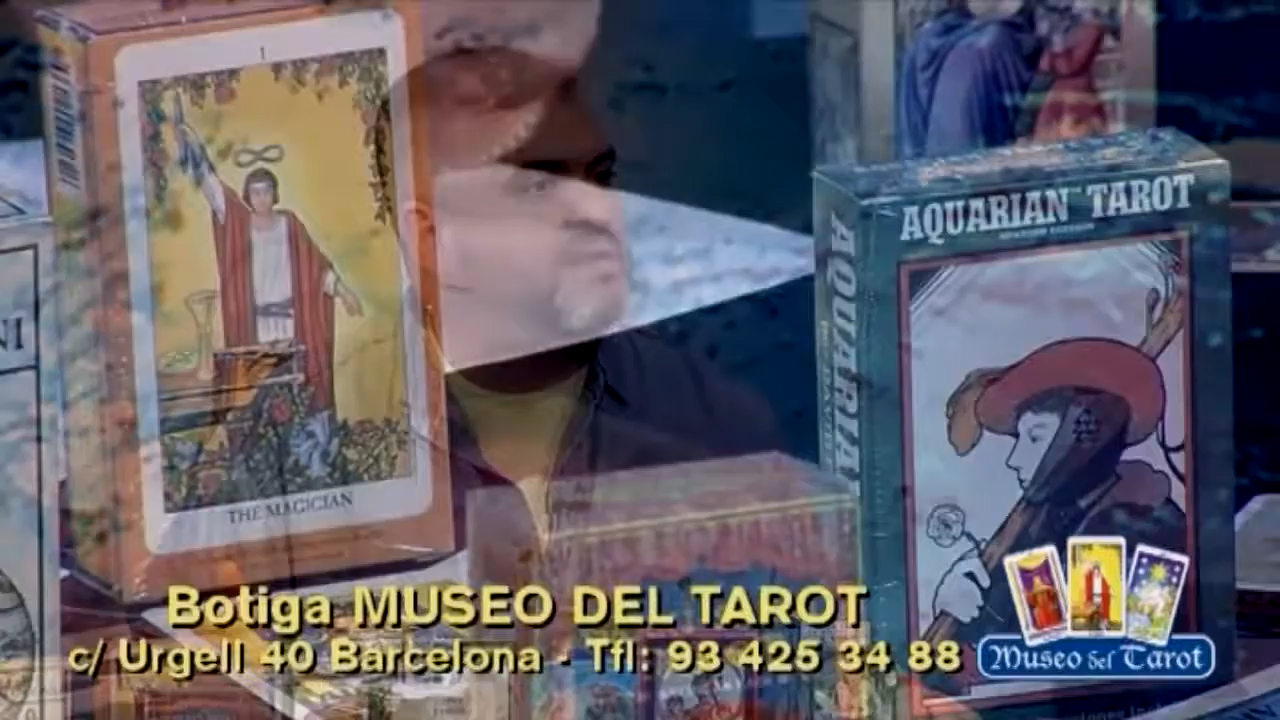 I
THE MAGICIAN
AQUARIAN TAROT
AQUARIAN
NI
Botiga MUSEO DEL TAROT
c/ Urgell 40 Barcelona - Tfl: 93 425 34 88
Museo del Tarot